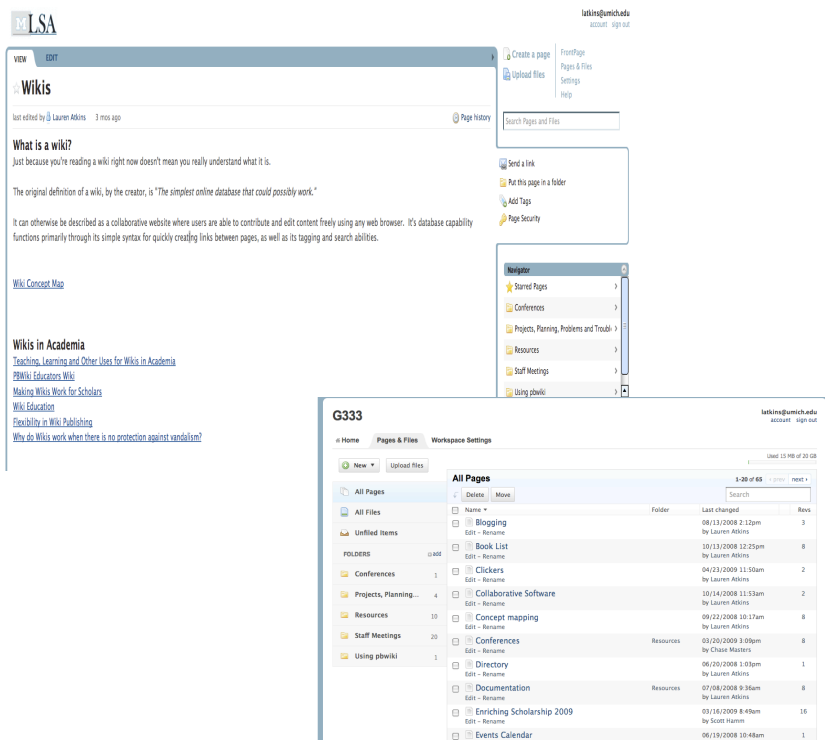 M LSA
latkins@umich.edu
account sign out
VIEW EDIT
Wikis
last edited by Lauren Atkins 3 mos ago
Page history
What is a wiki?
Just because you're reading a wiki right now doesn't mean you really understand what it is.
The original definition of a wiki, by the creator, is "The simplest online database that could possibly work."
It can otherwise be described as a collaborative website where users are able to contribute and edit content freely using any web browser. It's database capability
functions primarily through its simple syntax for quickly creating links between pages, as well as its tagging and search abilities.
Wiki Concept Map
Wikis in Academia
Teaching, Learning and Other Uses for Wikis in Academia
PBWiki Educators Wiki
Making Wikis Work for Scholars
Wiki Education
Flexibility in Wiki Publishing
Why do Wikis work when there is no protection against vandalism?
Create a page
Upload files
FrontPage
Pages & Files
Settings
Help
Search Pages and Files
Send a link
Put this page in a folder
Add Tags
Page Security
Navigator
Starred Pages
Conferences
Projects, Planning, Problems and Trouble
Resources
Staff Meetings
Using pbwiki
G333
latkins@umich.edu
account sign out
« Home Pages & Files Workspace Settings
Used 15 MB of 20 GB
New Upload files
All Pages
All Files
Unfiled Items
FOLDERS add
Conferences 1
Projects, Planning... 4
Resources 10
Staff Meetings 20
Using pbwiki 1
All Pages 1-20 of 65 ‹ prev next ›
Delete Move Search
Name Folder Last changed Revs
Blogging 08/13/2008 2:12pm 3
Edit – Rename by Lauren Atkins
Book List 10/13/2008 12:25pm 8
Edit – Rename by Lauren Atkins
Clickers 04/23/2009 11:50am 2
Edit – Rename by Lauren Atkins
Collaborative Software 10/14/2008 11:53am 2
Edit – Rename by Lauren Atkins
Concept mapping 09/22/2008 10:17am 8
Edit – Rename by Lauren Atkins
Conferences Resources 03/20/2009 3:09pm 8
Edit – Rename by Chase Masters
Directory 06/20/2008 1:03pm 1
Edit – Rename by Lauren Atkins
Documentation Resources 07/08/2008 9:36am 8
Edit – Rename by Lauren Atkins
Enriching Scholarship 2009 03/16/2009 8:49am 16
Edit – Rename by Scott Hamm
Events Calendar 06/19/2008 10:48am 1